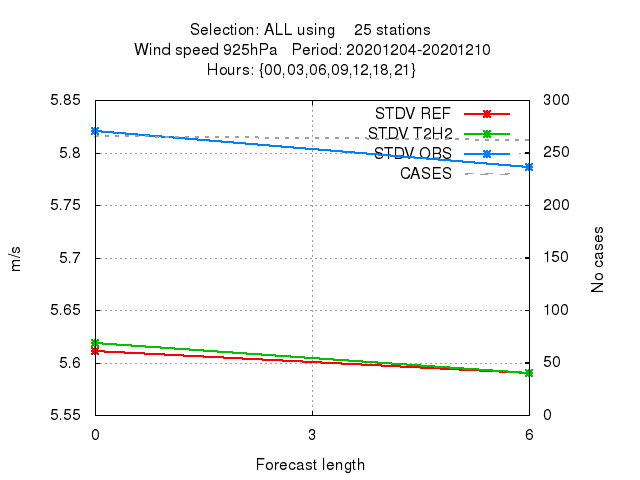 Selection: ALL using 25 stations
Wind speed 925hPa Period: 20201204-20201210
Hours: {00,03,06,09,12,18,21}
5.85
5.8
5.75
5.7
5.65
5.6
5.55
300
250
200
150
100
50
0
STDV REF
STDV T2H2
STDV OBS
CASES
m/s
No cases
0 3 6
Forecast length